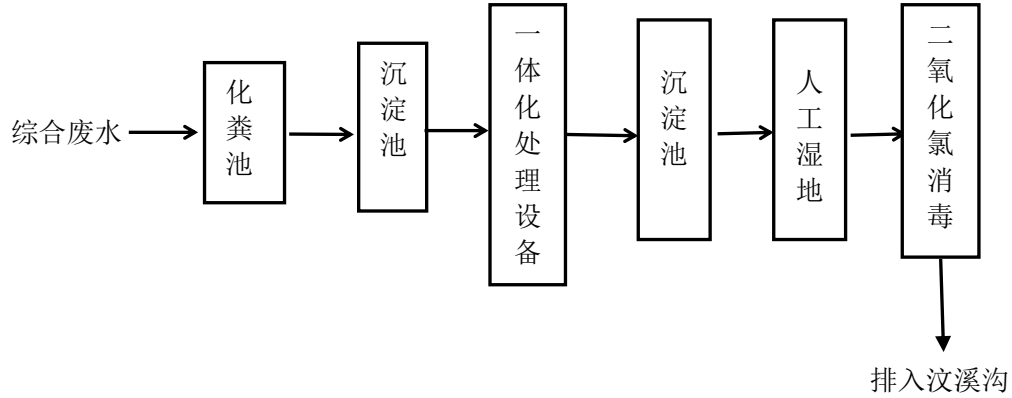 综合废水
化粪池
沉淀池
一体化处理设备
沉淀池
人工湿地
二氧化氯消毒
排入汶溪沟